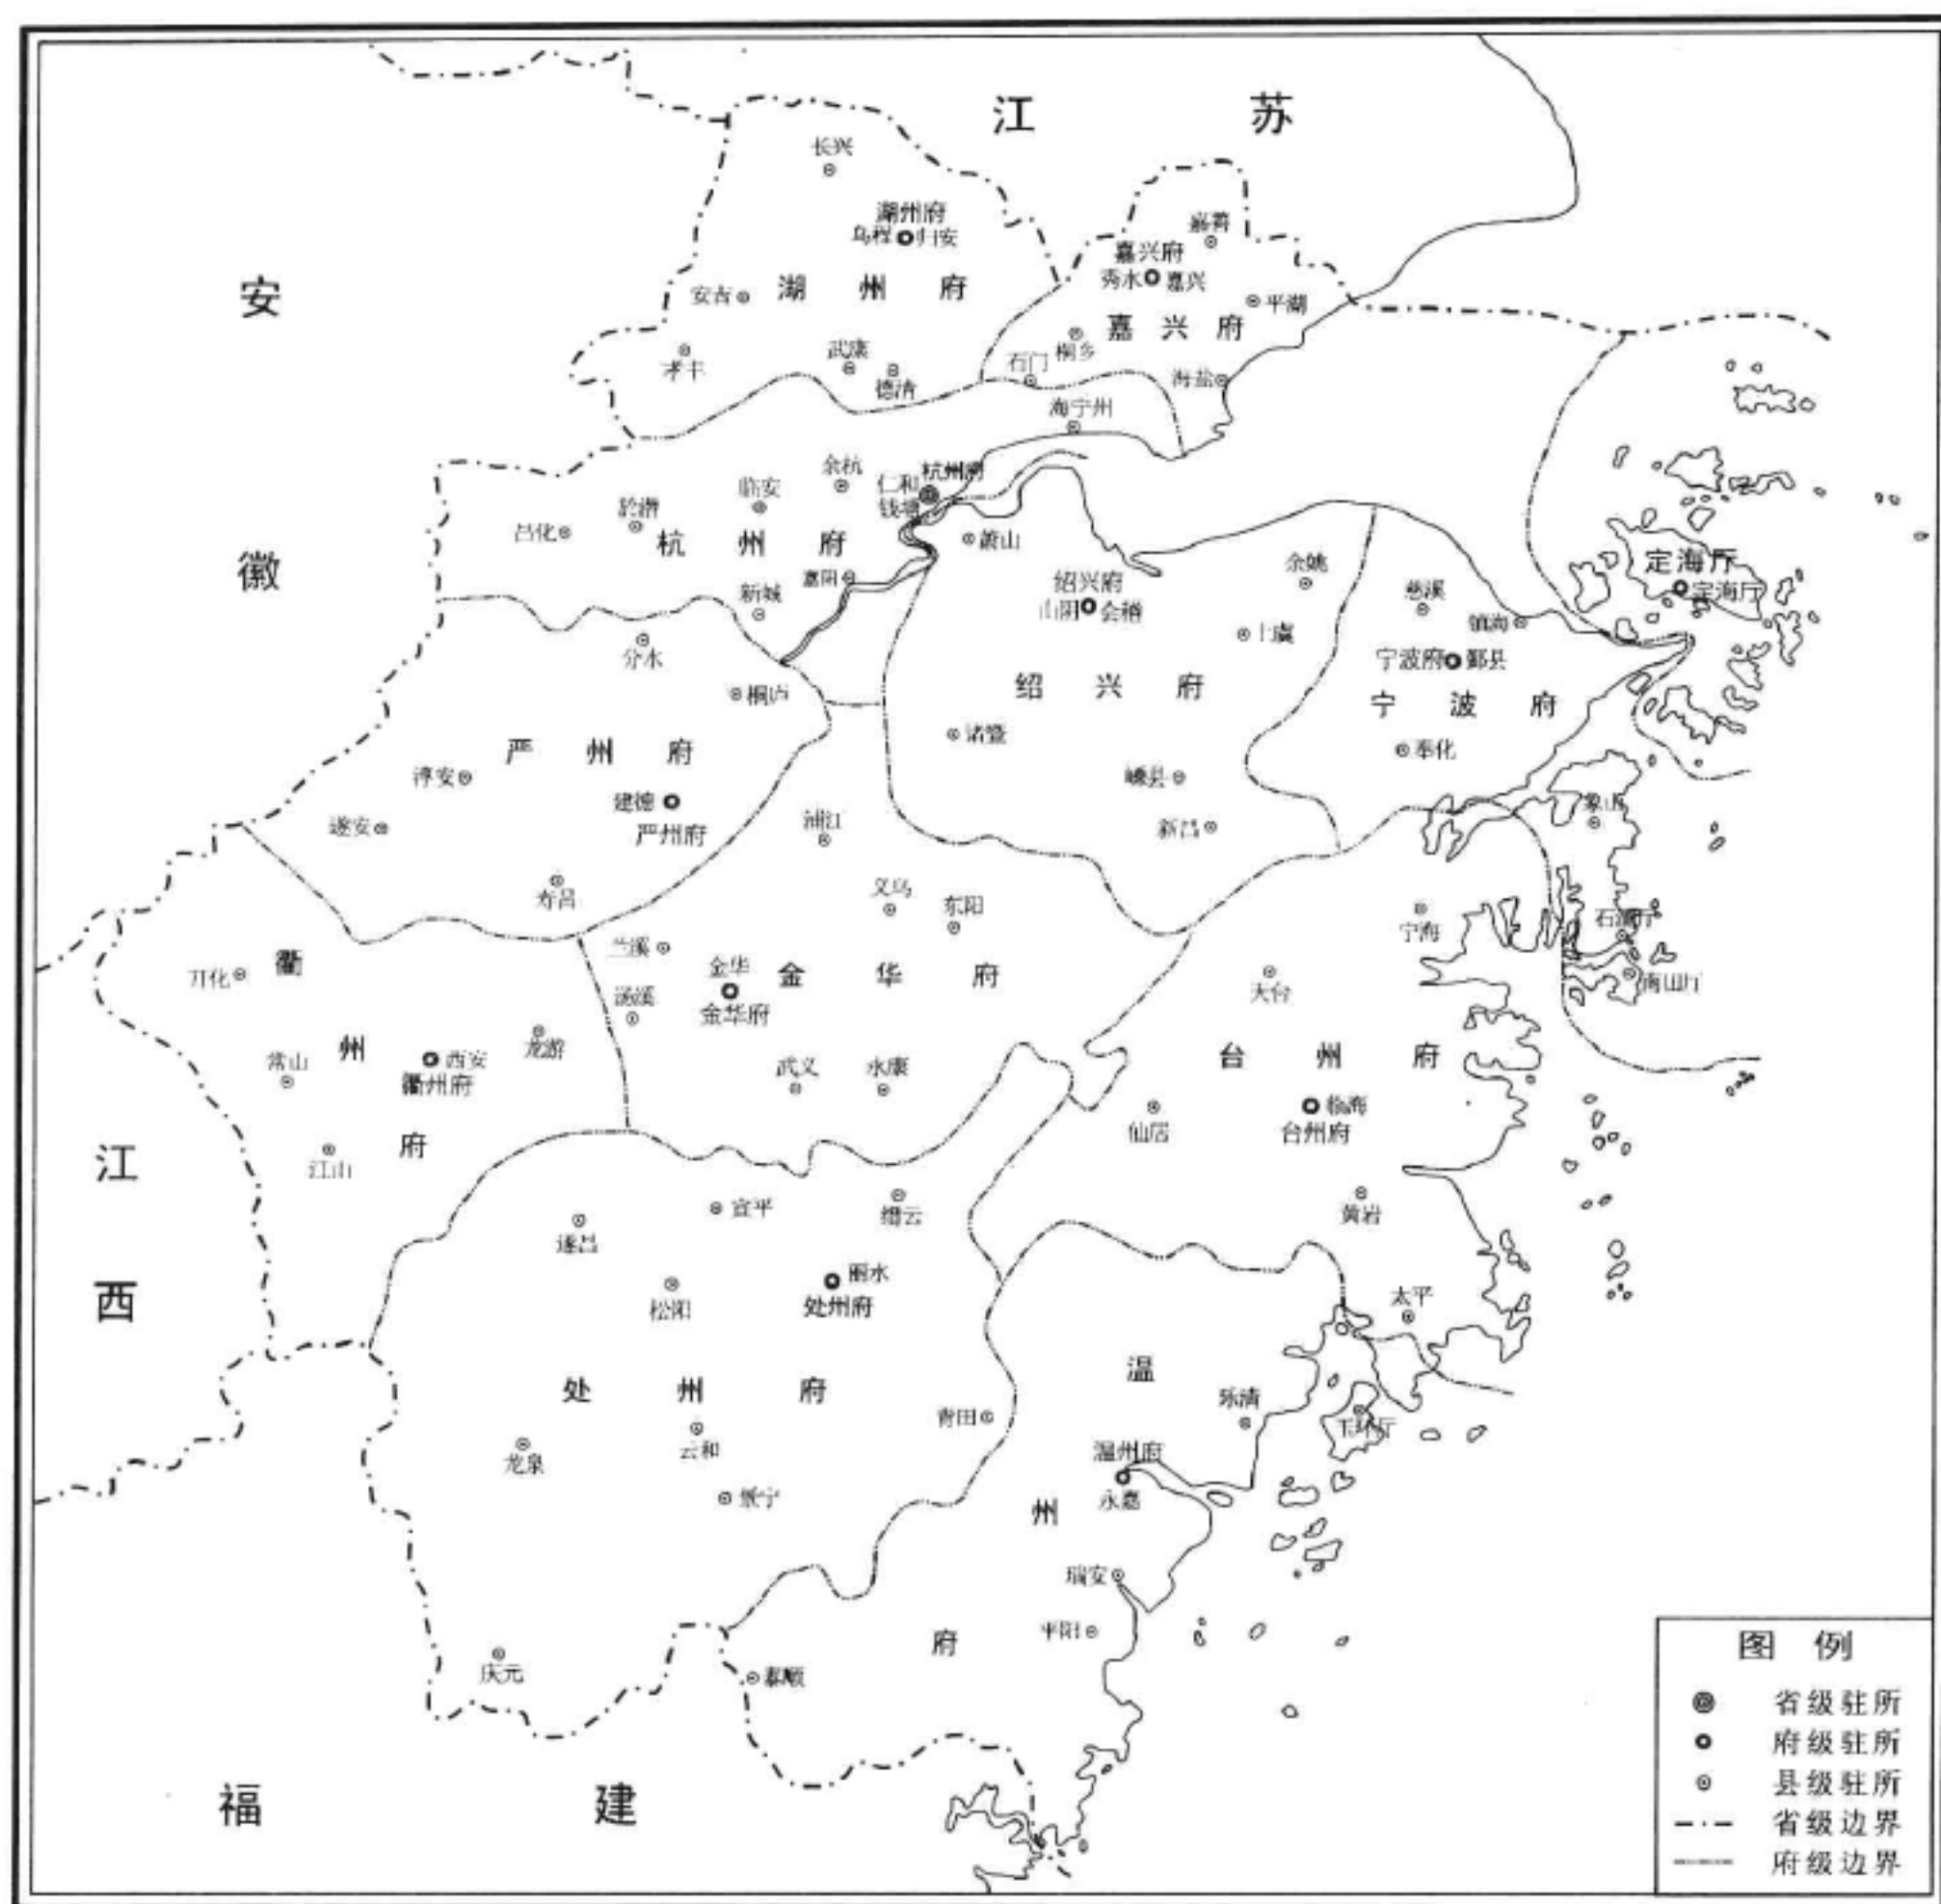 江 苏
长兴
湖州府
乌程 归安
嘉善
嘉兴府
秀水 嘉兴
安吉
湖 州 府
平湖
嘉 兴 府
孝丰
武康
德清
石门
桐乡
海盐
海宁州
安
徽
余杭
杭州府
仁和
钱塘
临安
於潜
昌化
杭 州 府
富阳
新城
萧山
绍兴府
山阴 会稽
余姚
上虞
慈溪
镇海
宁波府 鄞县
定海厅
定海厅
分水
桐庐
绍 兴 府
宁 波 府
诸暨
奉化
嵊县
新昌
象山
严 州 府
淳安
建德
严州府
遂安
寿昌
浦江
义乌
东阳
宁海
石浦厅
南田厅
兰溪
金华
金华府
金 华 府
汤溪
天台
开化
衢
州
府
常山
西安
衢州府
龙游
武义
永康
台 州 府
临海
台州府
仙居
江山
江
西
宣平
缙云
遂昌
黄岩
丽水
处州府
松阳
太平
处 州 府
温
州
府
青田
乐清
玉环厅
云和
龙泉
温州府
永嘉
景宁
瑞安
平阳
庆元
泰顺
福 建
图 例
省级驻所
府级驻所
县级驻所
省级边界
府级边界